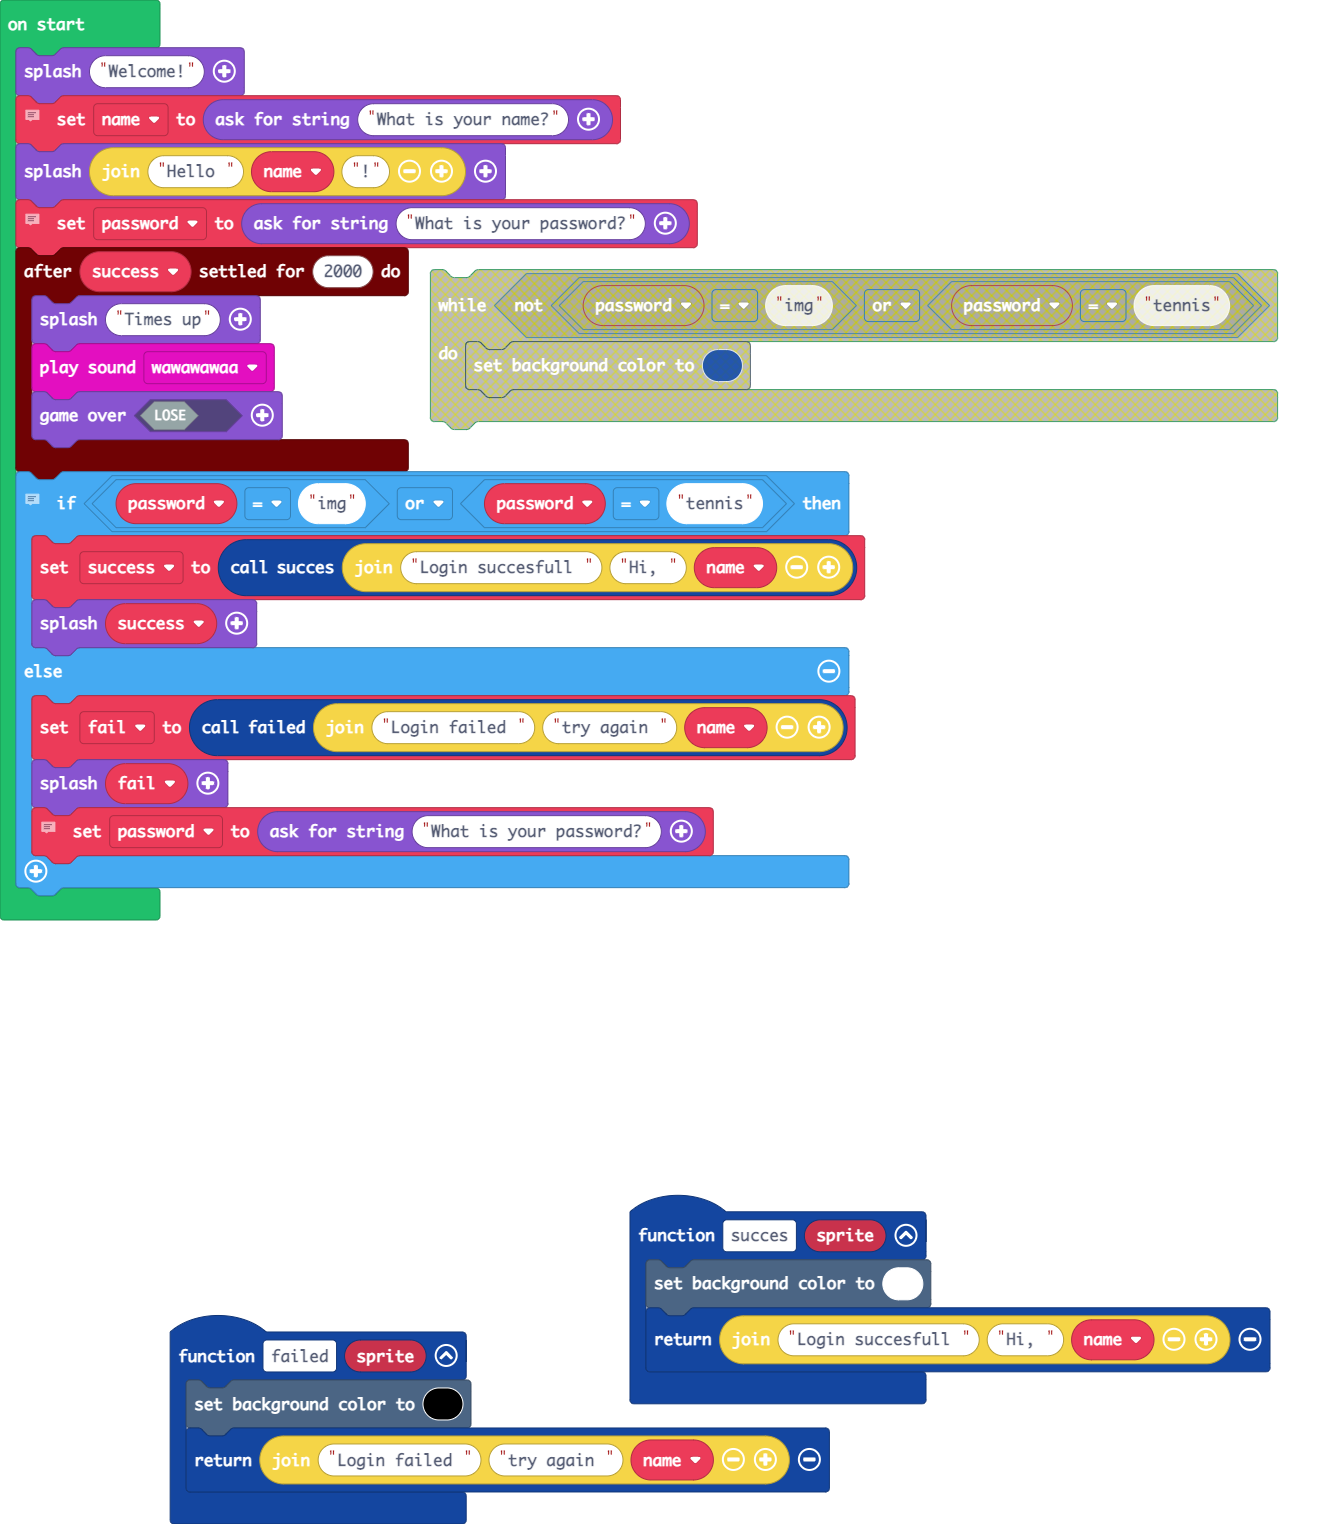 on start
splash "Welcome!"
set name to ask for string "What is your name?"
splash join "Hello " name "!"
set password to ask for string "What is your password?"
after success settled for 2000 do
splash "Times up"
play sound wawawawaa
game over LOSE
while not password = "img" or password = "tennis"
do
set background color to
if password = "img" or password = "tennis" then
set success to call succes join "Login succesfull " "Hi, " name
splash success
else
set fail to call failed join "Login failed " "try again " name
splash fail
set password to ask for string "What is your password?"
function succes sprite
set background color to
return join "Login succesfull " "Hi, " name
function failed sprite
set background color to
return join "Login failed " "try again " name